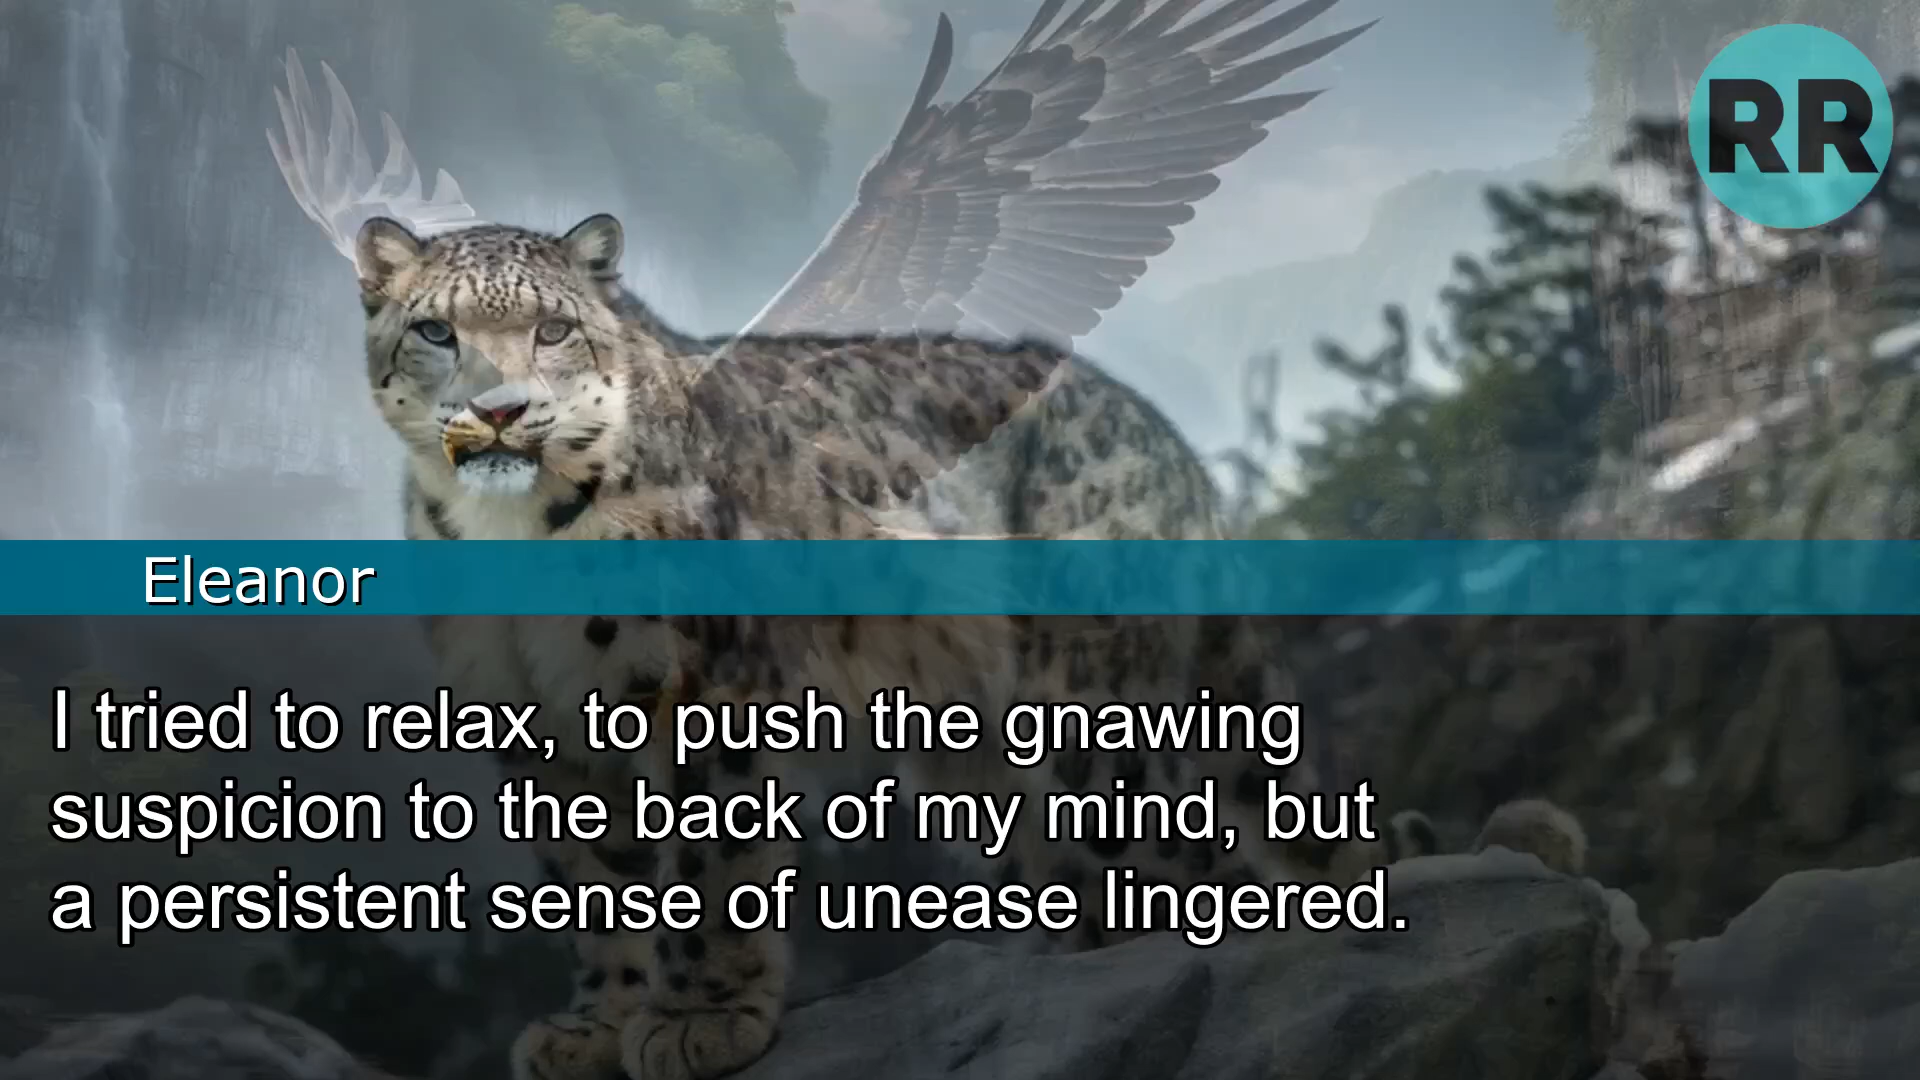 RR
Eleanor
I tried to relax, to push the gnawing
suspicion to the back of my mind, but
a persistent sense of unease lingered.